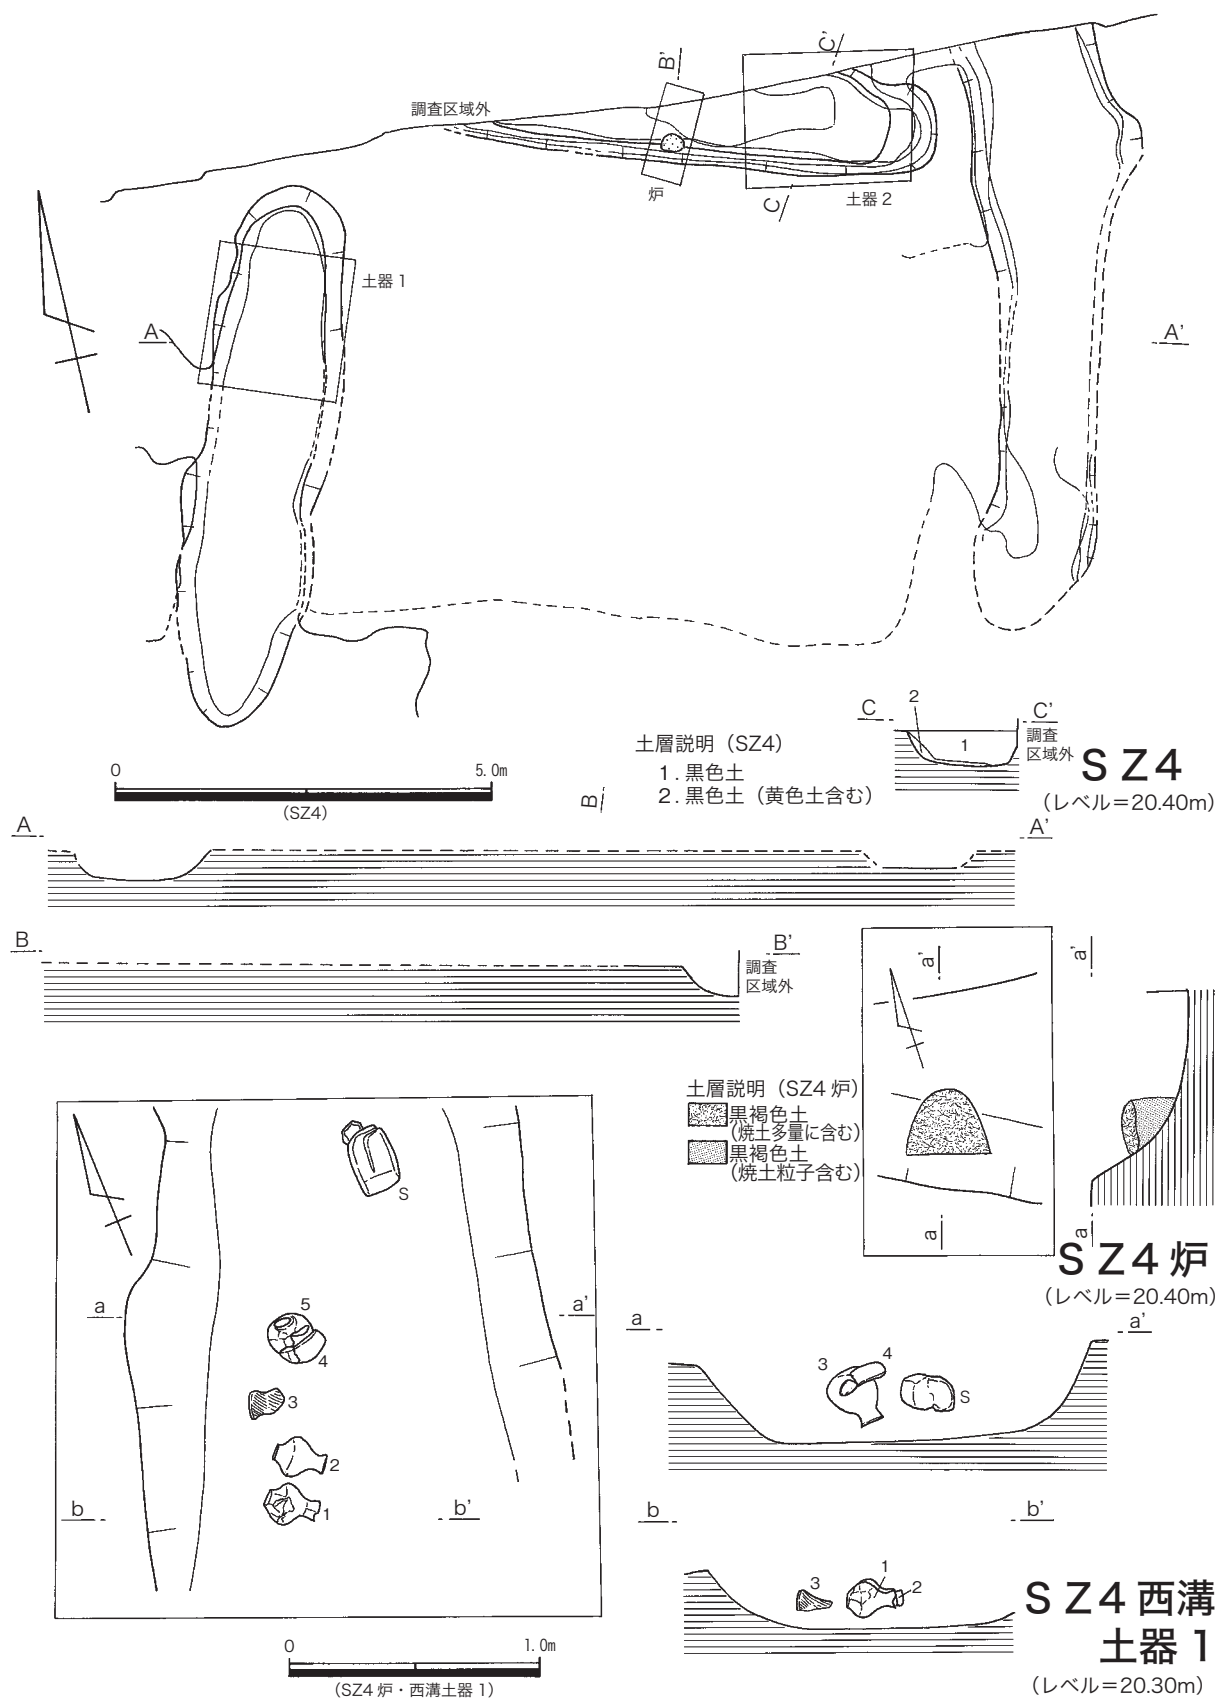 調査区域外
B'
C'
炉
C
土器 2
土器 1
A
A'
0
5.0m
(SZ4)
B
土層説明（SZ4）
1．黒色土
2．黒色土（黄色土含む）
C
2
1
C'
調査
区域外
S Z4
（レベル＝20.40m）
A
A'
B
B'
調査
区域外
土層説明（SZ4 炉）
黒褐色土
（焼土多量に含む）
黒褐色土
（焼土粒子含む）
a'
a
a'
a
S Z4 炉
（レベル＝20.40m）
S
5
4
3
2
1
a
a'
b
b'
0
1.0m
（SZ4 炉・西溝土器 1）
a
a'
3
4
S
b
b'
3
1
2
S Z4 西溝
土器 1
（レベル＝20.30m）